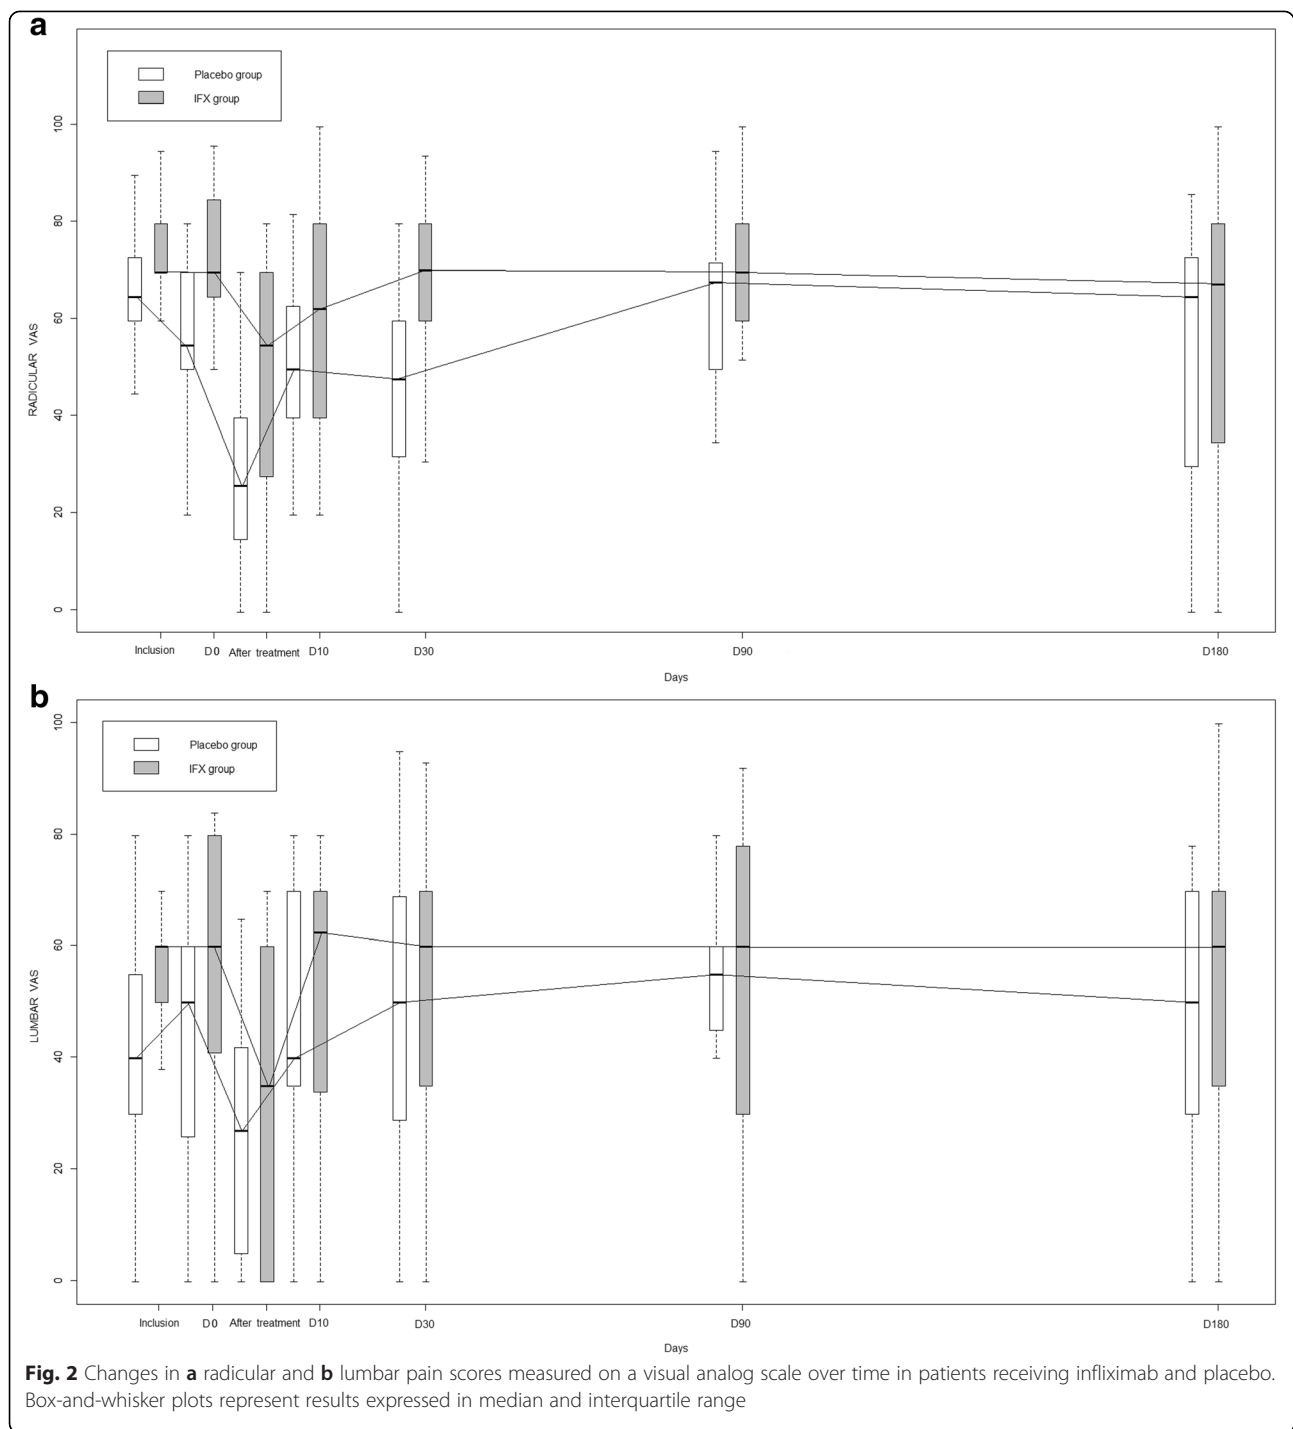 a
Placebo group
IFX group
100
80
60
40
20
0
RADICULAR VAS
Inclusion D0 After treatment D10 D30 D90 D180
Days
b
Placebo group
IFX group
100
80
60
40
20
0
LUMBAR VAS
Inclusion D0 After treatment D10 D30 D90 D180
Days
Fig. 2 Changes in a radicular and b lumbar pain scores measured on a visual analog scale over time in patients receiving infliximab and placebo.
Box-and-whisker plots represent results expressed in median and interquartile range